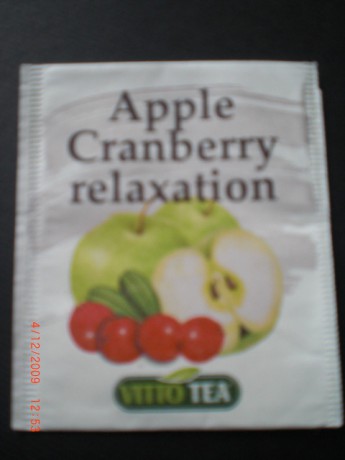 Apple
Cranberry
relaxation
VITTO TEA
4/12/2009 12:53